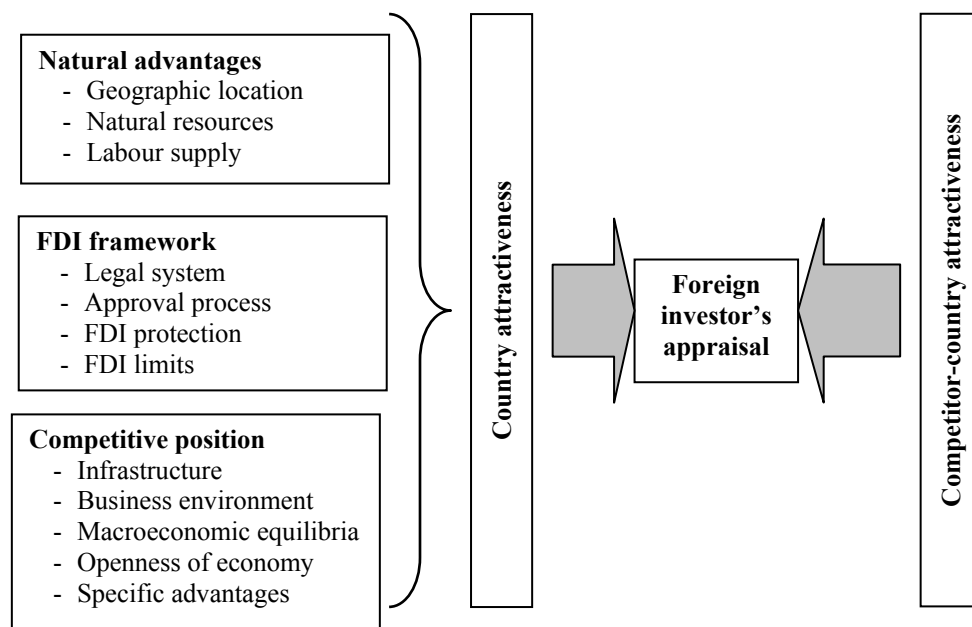 Natural advantages
- Geographic location
- Natural resources
- Labour supply
FDI framework
- Legal system
- Approval process
- FDI protection
- FDI limits
Competitive position
- Infrastructure
- Business environment
- Macroeconomic equilibria
- Openness of economy
- Specific advantages
Country attractiveness
Foreign
investor’s
appraisal
Competitor-country attractiveness